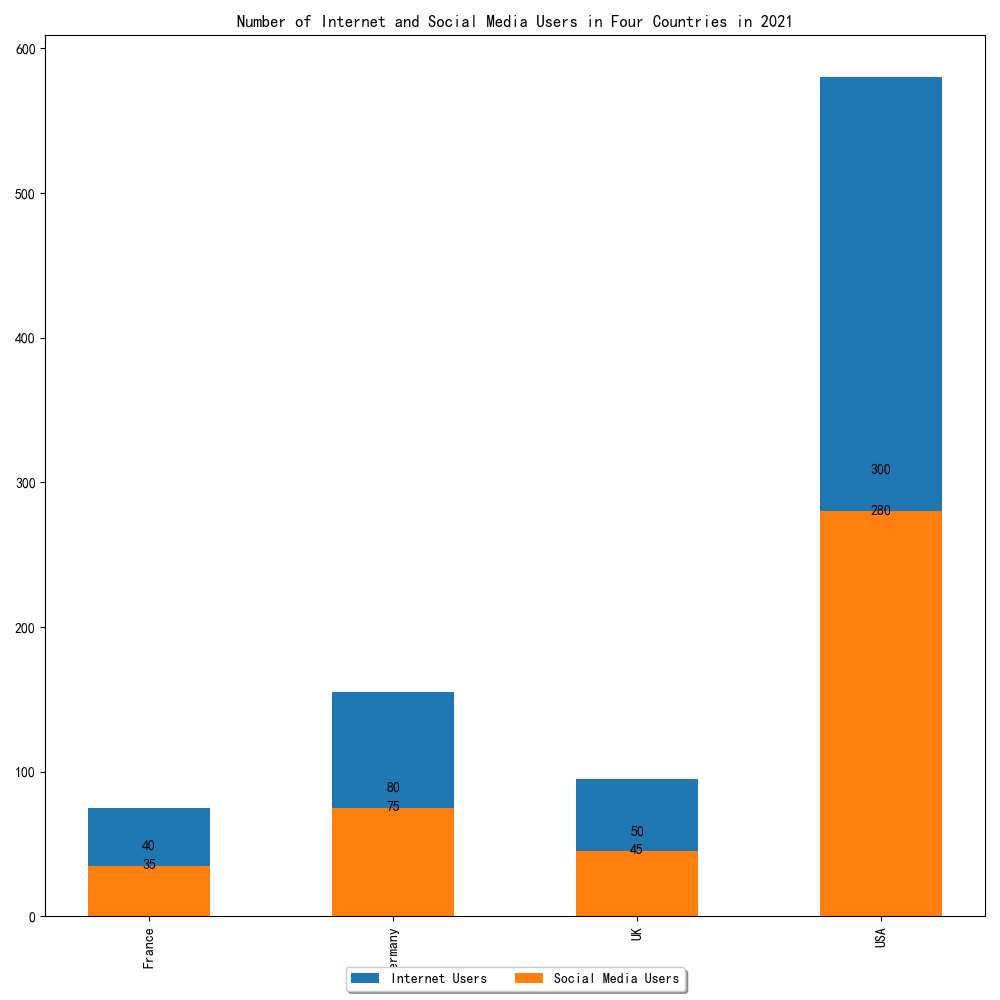 Number of Internet and Social Media Users in Four Countries in 2021
600
500
400
300
200
100
0
300
280
80
75
50
45
40
35
France
ermany
UK
USA
Internet Users
Social Media Users